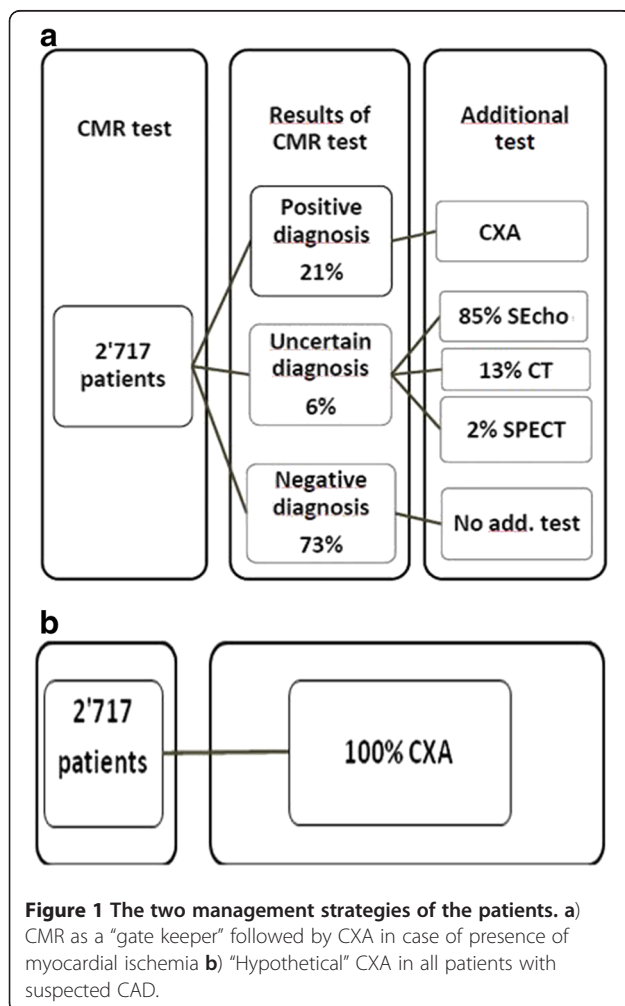 a
CMR test
Results of
CMR test
Additional
test
2'717
patients
Positive
diagnosis
21%
Uncertain
diagnosis
6%
Negative
diagnosis
73%
CXA
85% SEcho
13% CT
2% SPECT
No add. test
b
2'717
patients
100% CXA
Figure 1 The two management strategies of the patients. a)
CMR as a "gate keeper" followed by CXA in case of presence of
myocardial ischemia b) "Hypothetical" CXA in all patients with
suspected CAD.